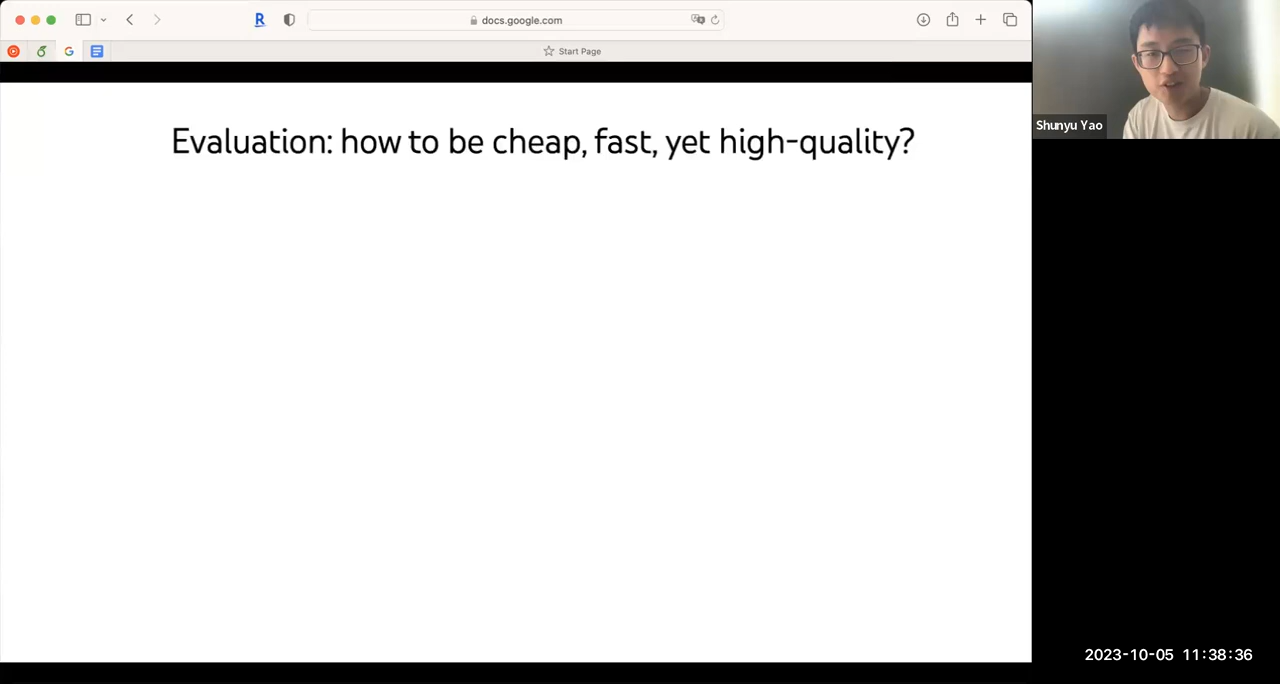 R
docs.google.com
G
Start Page
Evaluation: how to be cheap, fast, yet high-quality?
Shunyu Yao
2023-10-05 11:38:36